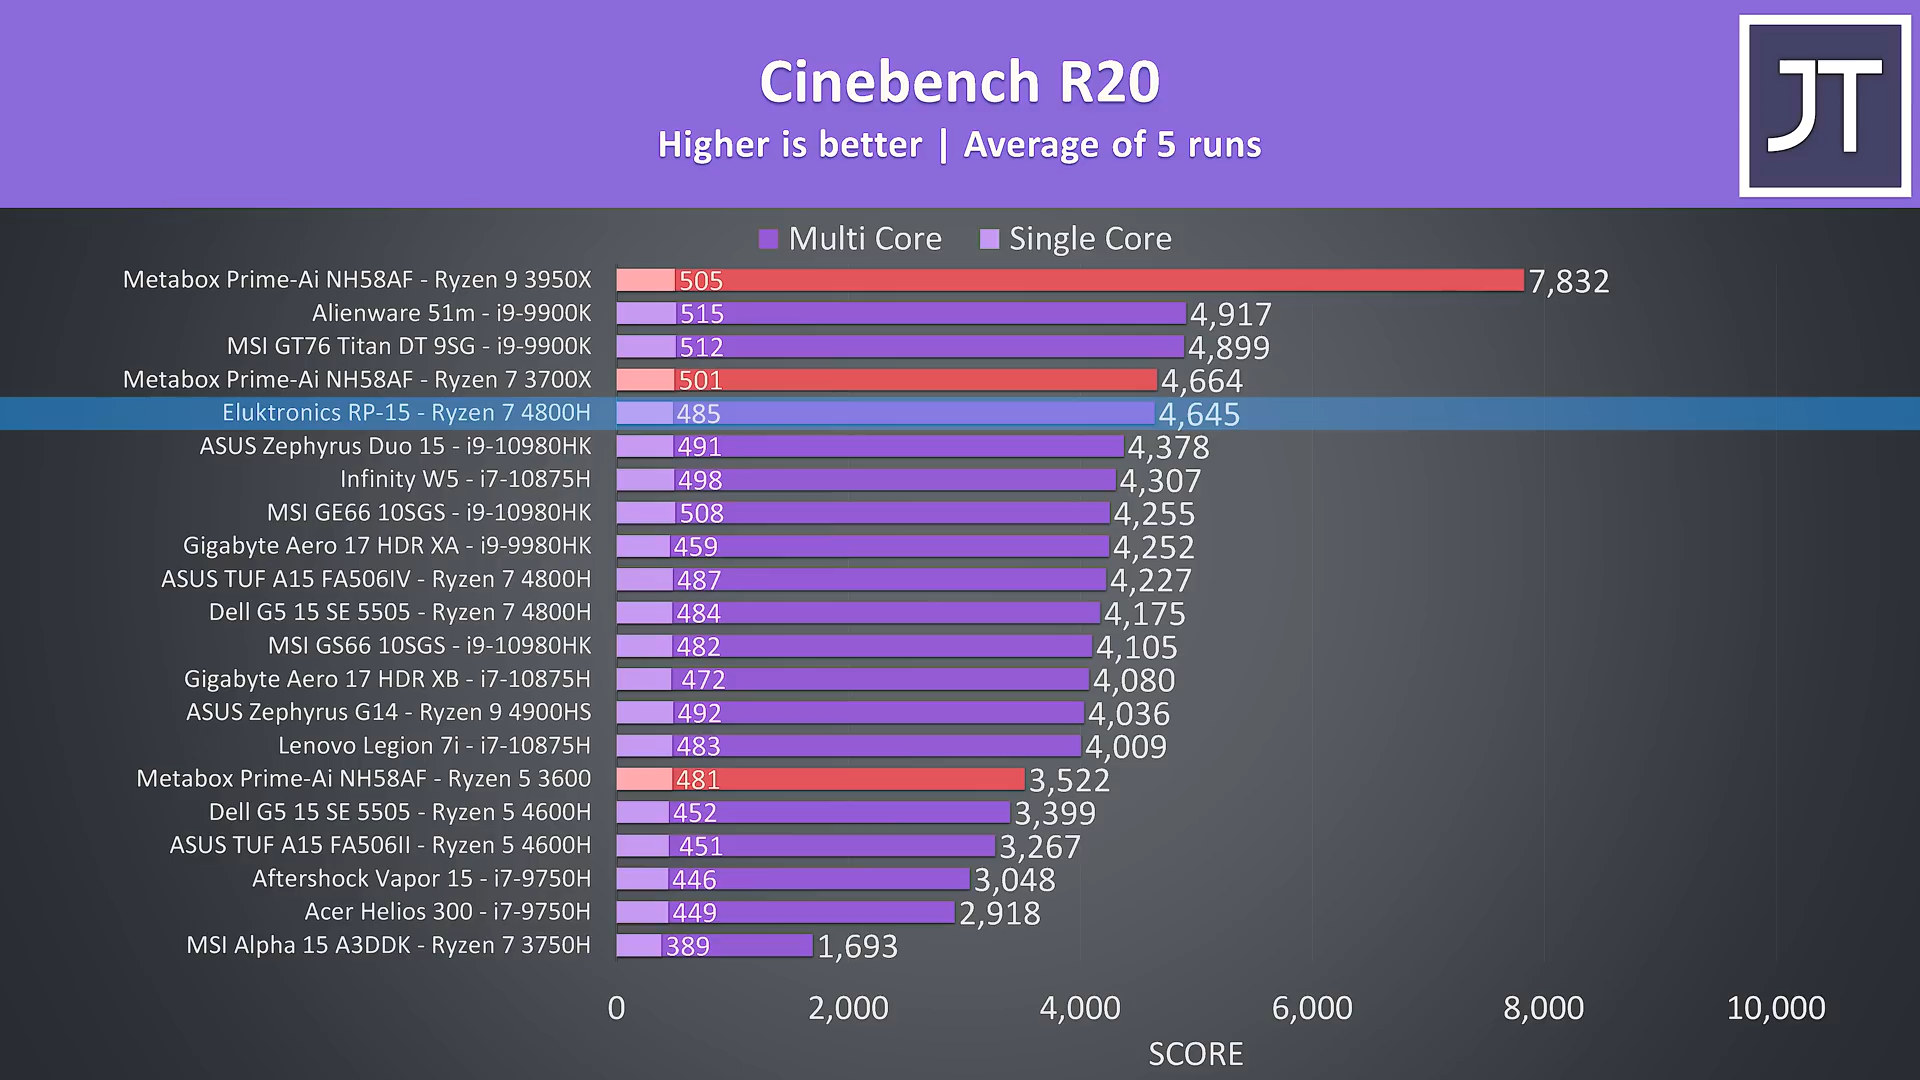 Cinebench R20
Higher is better | Average of 5 runs
JT
Multi Core Single Core
Metabox Prime-Ai NH58AF - Ryzen 9 3950X 505 7,832
Alienware 51m - i9-9900K 515 4,917
MSI GT76 Titan DT 9SG - i9-9900K 512 4,899
Metabox Prime-Ai NH58AF - Ryzen 7 3700X 501 4,664
Eluktronics RP-15 - Ryzen 7 4800H 485 4,645
ASUS Zephyrus Duo 15 - i9-10980HK 491 4,378
Infinity W5 - i7-10875H 498 4,307
MSI GE66 10SGS - i9-10980HK 508 4,255
Gigabyte Aero 17 HDR XA - i9-9980HK 459 4,252
ASUS TUF A15 FA506IV - Ryzen 7 4800H 487 4,227
Dell G5 15 SE 5505 - Ryzen 7 4800H 484 4,175
MSI GS66 10SGS - i9-10980HK 482 4,105
Gigabyte Aero 17 HDR XB - i7-10875H 472 4,080
ASUS Zephyrus G14 - Ryzen 9 4900HS 492 4,036
Lenovo Legion 7i - i7-10875H 483 4,009
Metabox Prime-Ai NH58AF - Ryzen 5 3600 481 3,522
Dell G5 15 SE 5505 - Ryzen 5 4600H 452 3,399
ASUS TUF A15 FA506II - Ryzen 5 4600H 451 3,267
Aftershock Vapor 15 - i7-9750H 446 3,048
Acer Helios 300 - i7-9750H 449 2,918
MSI Alpha 15 A3DDK - Ryzen 7 3750H 389 1,693
0 2,000 4,000 6,000 8,000 10,000
SCORE